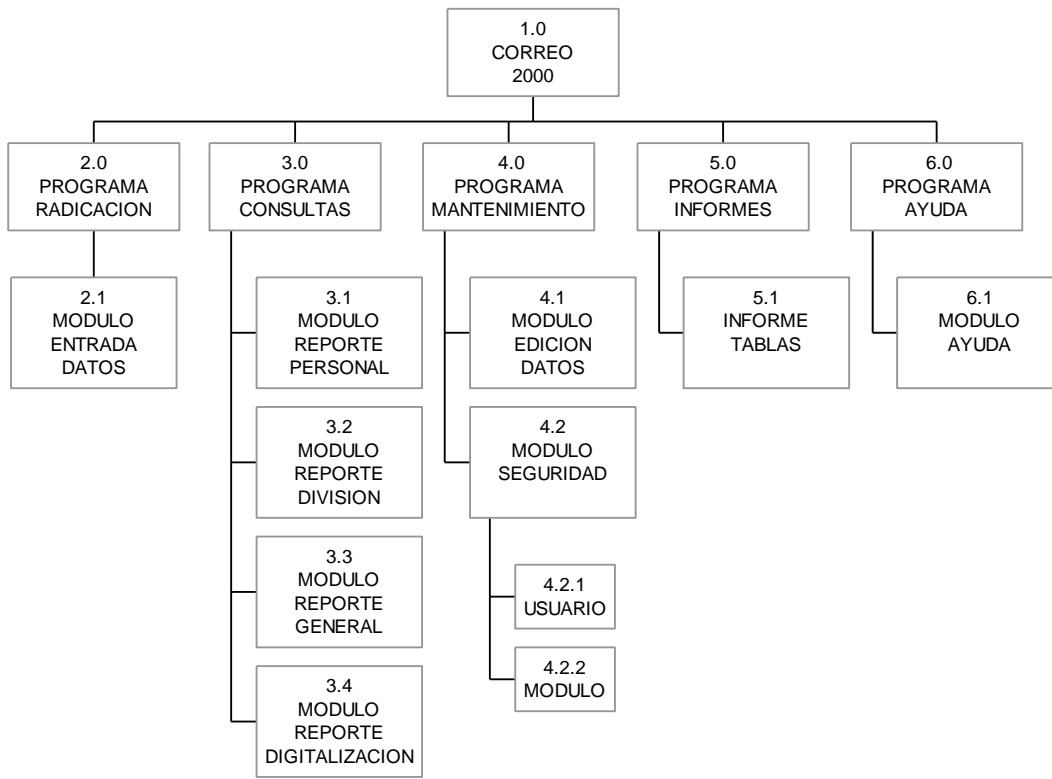 1.0
CORREO
2000
2.0
PROGRAMA
RADICACION
3.0
PROGRAMA
CONSULTAS
4.0
PROGRAMA
MANTENIMIENTO
5.0
PROGRAMA
INFORMES
6.0
PROGRAMA
AYUDA
2.1
MODULO
ENTRADA
DATOS
3.1
MODULO
REPORTE
PERSONAL
3.2
MODULO
REPORTE
DIVISION
3.3
MODULO
REPORTE
GENERAL
3.4
MODULO
REPORTE
DIGITALIZACION
4.1
MODULO
EDICION
DATOS
4.2
MODULO
SEGURIDAD
4.2.1
USUARIO
4.2.2
MODULO
5.1
INFORME
TABLAS
6.1
MODULO
AYUDA